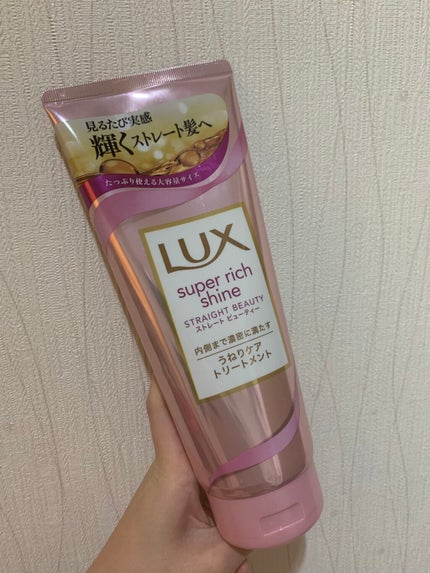 見るたび実感
輝くストレート髪へ
たっぷり使える大容量サイズ
LUX
super rich
shine
STRAIGHT BEAUTY
ストレート ビューティー
内側まで濃密に満たす
うねりケア
トリートメント